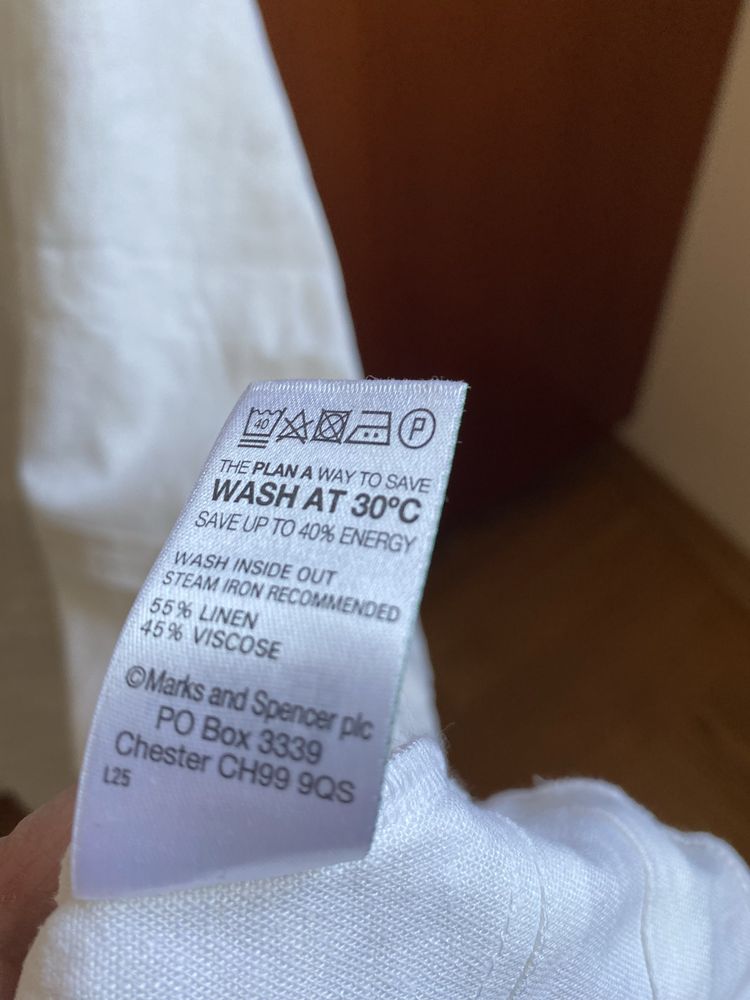 40 P
THE PLAN A WAY TO SAVE
WASH AT 30ºC
SAVE UP TO 40% ENERGY
WASH INSIDE OUT
STEAM IRON RECOMMENDED
55% LINEN
45% VISCOSE
©Marks and Spencer plc
PO Box 3339
Chester CH99 9QS
L25